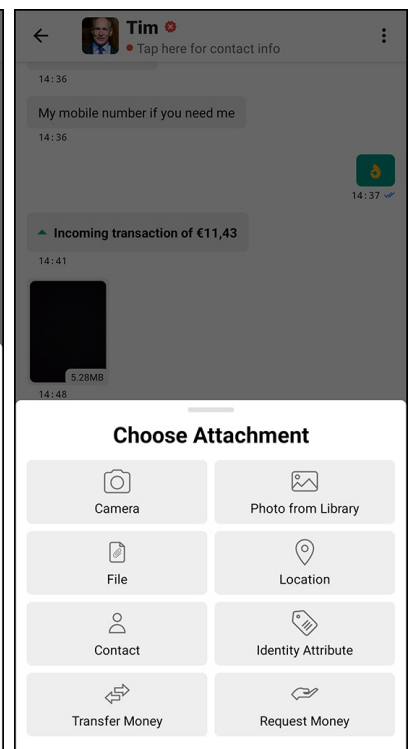 Tim
Tap here for contact info
14:36
My mobile number if you need me
14:36
👌
14:37
Incoming transaction of €11,43
14:41
5.28MB
14:48
Choose Attachment
Camera
Photo from Library
File
Location
Contact
Identity Attribute
Transfer Money
Request Money